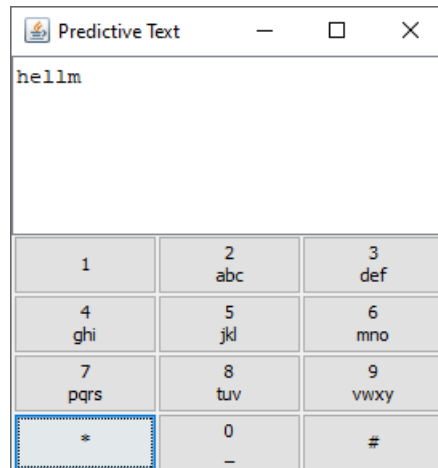 Predictive Text
hellm
1
2
abc
3
def
4
ghi
5
jkl
6
mno
7
pqrs
8
tuv
9
vwxy
*
0
_
#